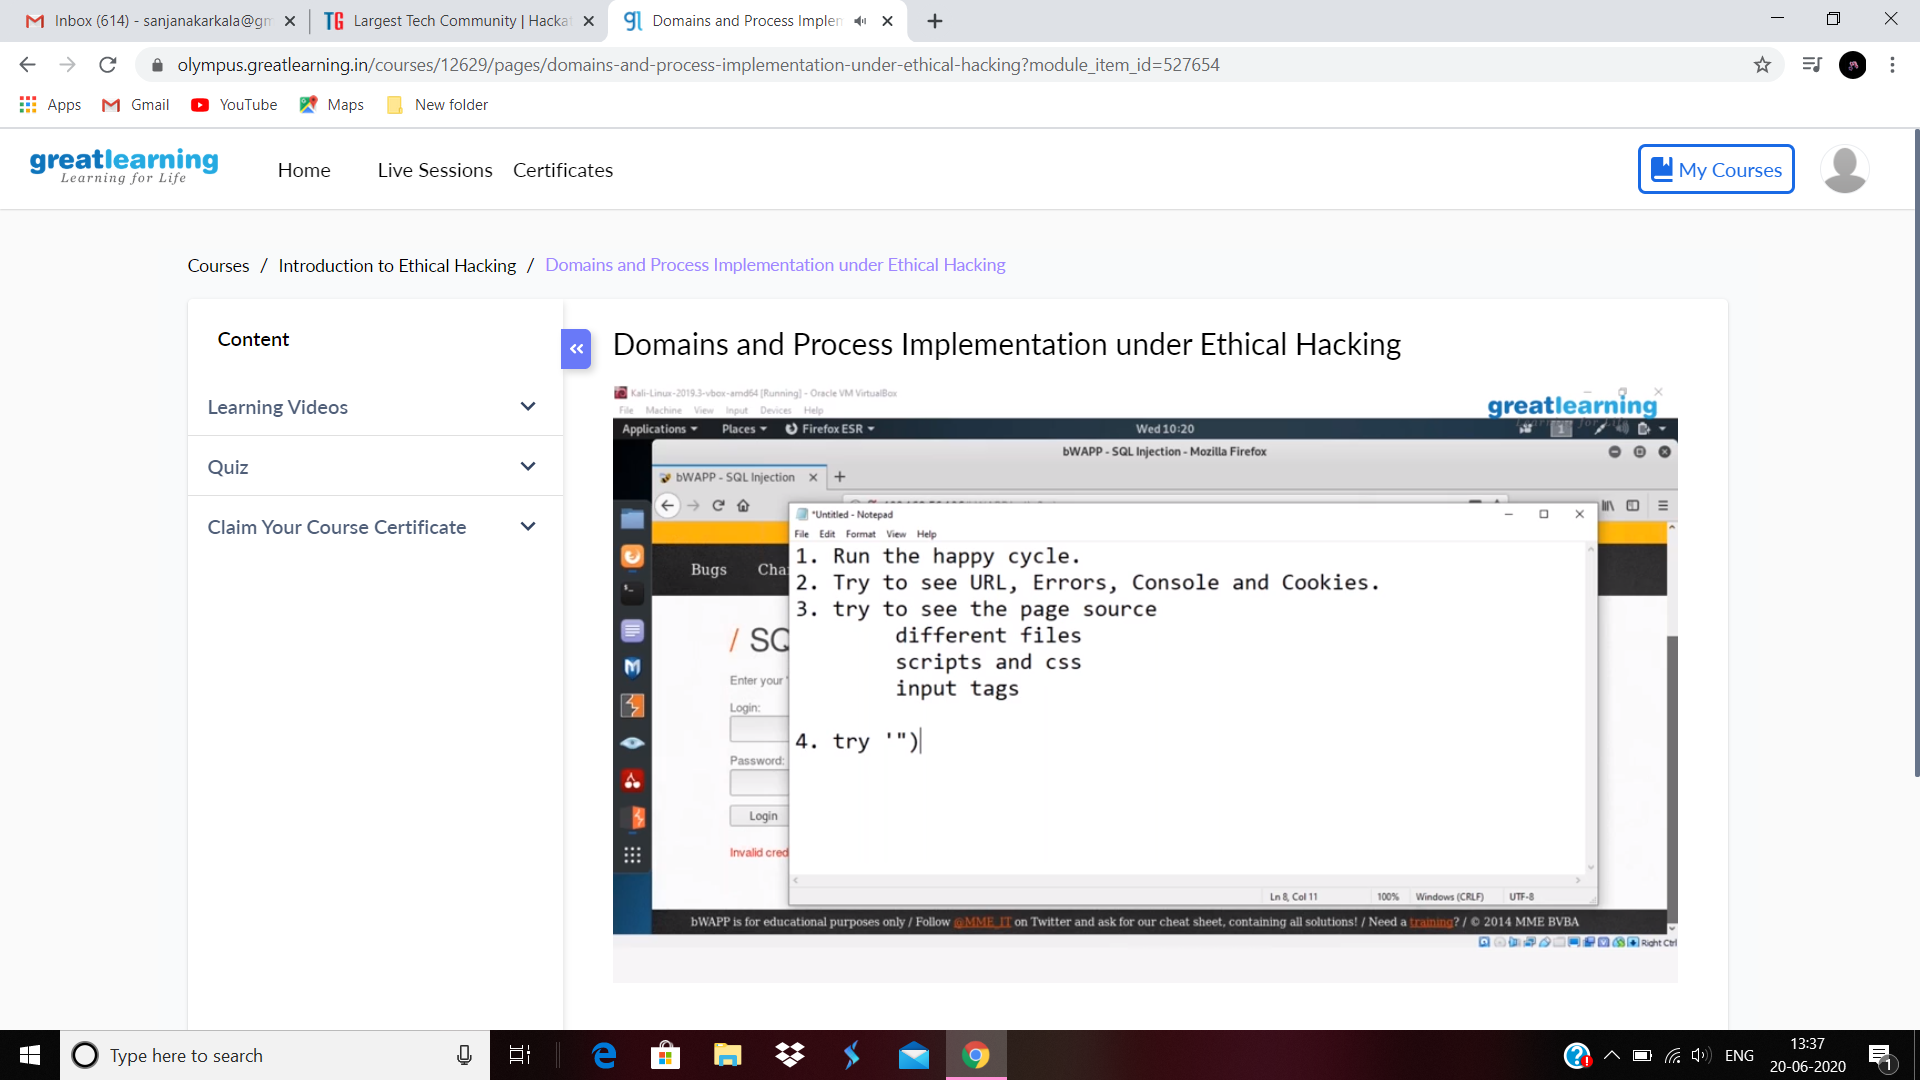 Inbox (614) - sanjanakarkala@gm
Largest Tech Community | Hacka
Domains and Process Implem
olympus.greatlearning.in/courses/12629/pages/domains-and-process-implementation-under-ethical-hacking?module_item_id=527654
Apps
Gmail
YouTube
Maps
New folder
greatlearning
Learning for Life
Home
Live Sessions
Certificates
My Courses
Courses / Introduction to Ethical Hacking / Domains and Process Implementation under Ethical Hacking
Content
Learning Videos
Quiz
Claim Your Course Certificate
Domains and Process Implementation under Ethical Hacking
Kali-Linux-2019.3-vbox-amd64 [Running] - Oracle VM VirtualBox
File Machine View Input Devices Help
greatlearning
Applications Places Firefox ESR Wed 10:20 1
bWAPP - SQL Injection - Mozilla Firefox
bWAPP - SQL Injection
*Untitled - Notepad
File Edit Format View Help
Bugs Cha
1. Run the happy cycle.
2. Try to see URL, Errors, Console and Cookies.
3. try to see the page source
different files
scripts and css
input tags
4. try '")
/ SQ
Enter your
Login:
Password:
Login
Invalid cred
Ln 8, Col 11 100% Windows (CRLF) UTF-8
bWAPP is for educational purposes only / Follow @MME_IT on Twitter and ask for our cheat sheet, containing all solutions! / Need a training? / © 2014 MME BVBA
Right Ctrl
Type here to search
ENG
13:37
20-06-2020
1